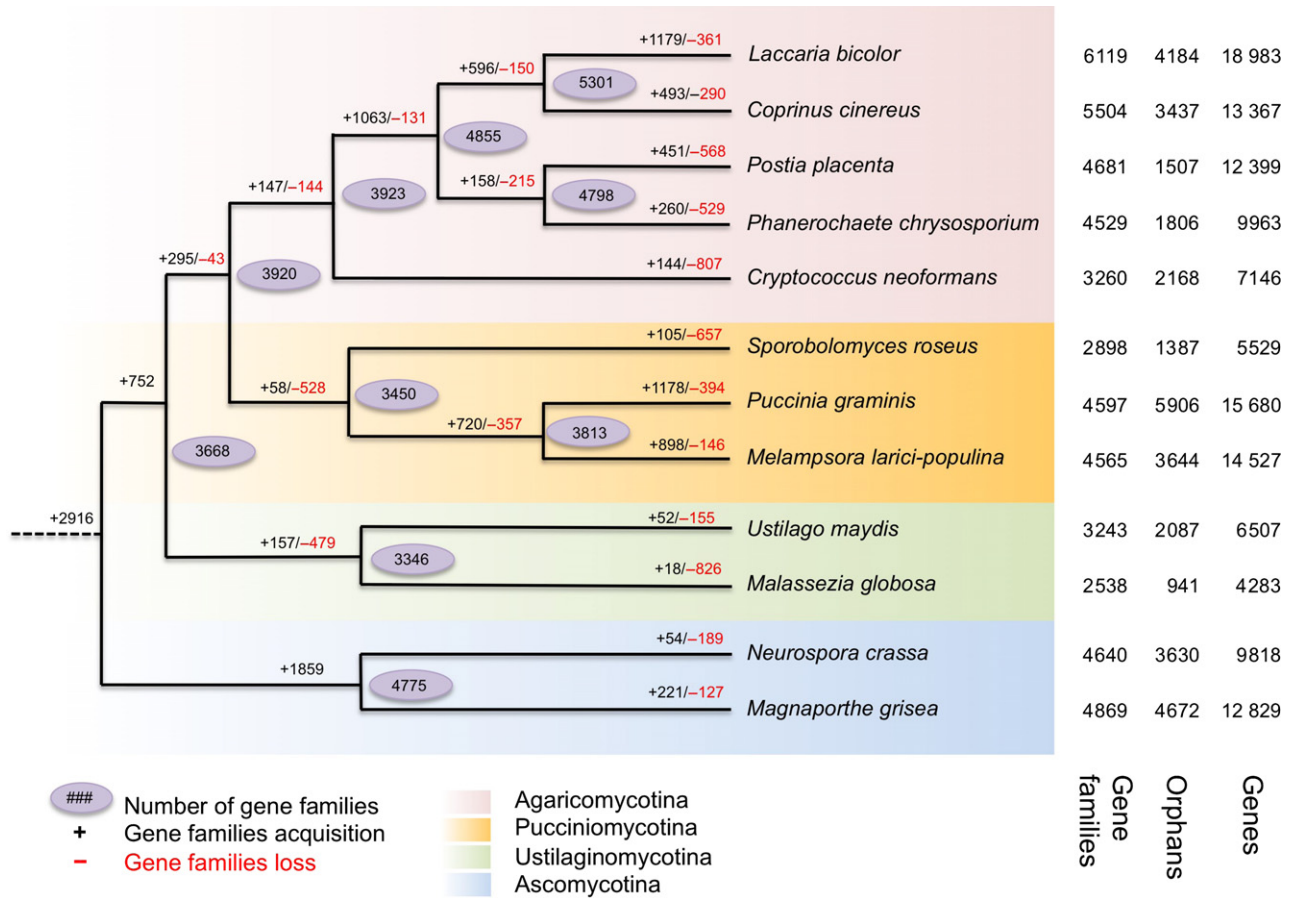 +1179/–361
Laccaria bicolor 6119 4184 18 983
+596/–150
5301
+493/–290
Coprinus cinereus 5504 3437 13 367
+1063/–131
4855
+451/–568
Postia placenta 4681 1507 12 399
+158/–215
+147/–144
3923
4798
+260/–529
Phanerochaete chrysosporium 4529 1806 9963
+295/–43
3920
+144/–807
Cryptococcus neoformans 3260 2168 7146
+105/–657
Sporobolomyces roseus 2898 1387 5529
+752
+58/–528
3450
+1178/–394
Puccinia graminis 4597 5906 15 680
+720/–357
3813
3668
+898/–146
Melampsora larici-populina 4565 3644 14 527
+2916
+52/–155
Ustilago maydis 3243 2087 6507
+157/–479
3346
+18/–826
Malassezia globosa 2538 941 4283
+54/–189
Neurospora crassa 4640 3630 9818
+1859
4775
+221/–127
Magnaporthe grisea 4869 4672 12 829
### Number of gene families
+ Gene families acquisition
– Gene families loss
Agaricomycotina
Pucciniomycotina
Ustilaginomycotina
Ascomycotina
Gene
families
Orphans
Genes